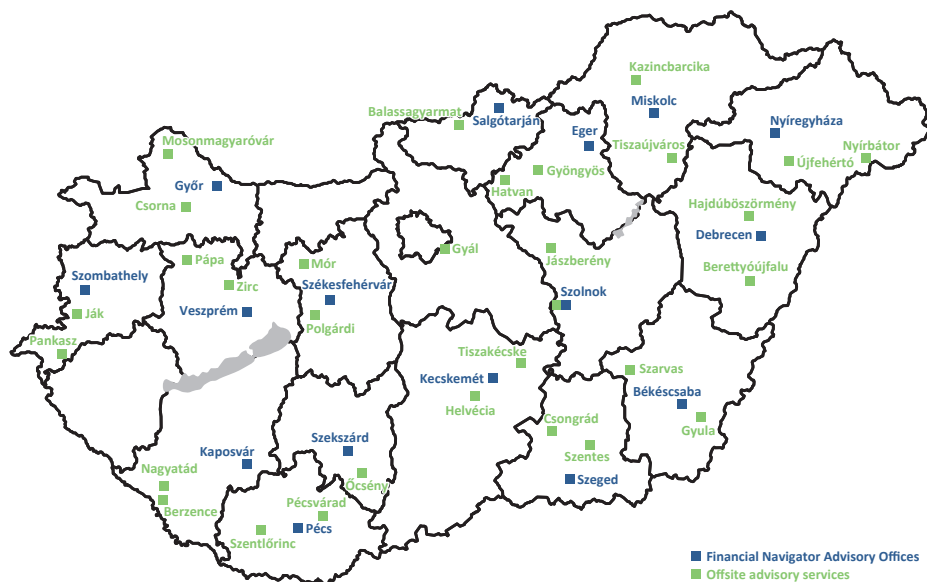 Kazincbarcika
Miskolc
Balassagyarmat
Salgótarján
Eger
Nyíregyháza
Mosonmagyaróvár
Tiszaújváros
Nyírbátor
Újfehértó
Gyöngyös
Hatvan
Győr
Csorna
Hajdúböszörmény
Debrecen
Gyál
Jászberény
Pápa
Mór
Berettyóújfalu
Szombathely
Zirc
Székesfehérvár
Szolnok
Ják
Veszprém
Polgárdi
Pankasz
Tiszakécske
Szarvas
Kecskemét
Békéscsaba
Helvécia
Csongrád
Gyula
Szekszárd
Kaposvár
Szentes
Nagyatád
Őcsény
Szeged
Berzence
Pécsvárad
Pécs
Szentlőrinc
Financial Navigator Advisory Offices
Offsite advisory services